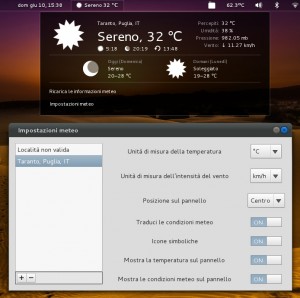 dom giu 10, 15:38
32 °C
62.3°C
Taranto, Puglia, IT
Sereno, 32 °C
5:18 20:19 13:48
Percepiti: 32 °C
Umidità: 38 %
Pressione: 982.05 mb
Vento: ↓ 11.27 km/h
Oggi (Domenica)
Sereno
20~28 °C
Domani (Lunedì)
Soleggiato
19~28 °C
Ricarica le informazioni meteo
Impostazioni meteo
Impostazioni meteo
Località non valida
Taranto, Puglia, IT
Unità di misura della temperatura
°C
Unità di misura dell'intensità del vento
km/h
Posizione sul pannello
Centro
Traduci le condizioni meteo
ON
Icone simboliche
ON
Mostra la temperatura sul pannello
ON
Mostra le condizioni meteo sul pannello
ON